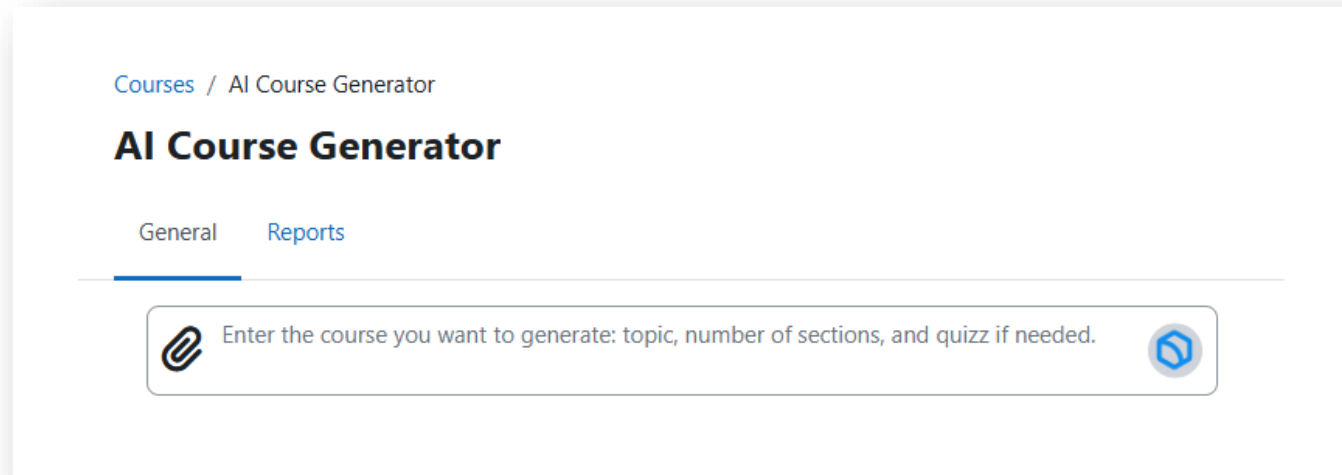 Courses / AI Course Generator
AI Course Generator
General Reports
Enter the course you want to generate: topic, number of sections, and quizz if needed.